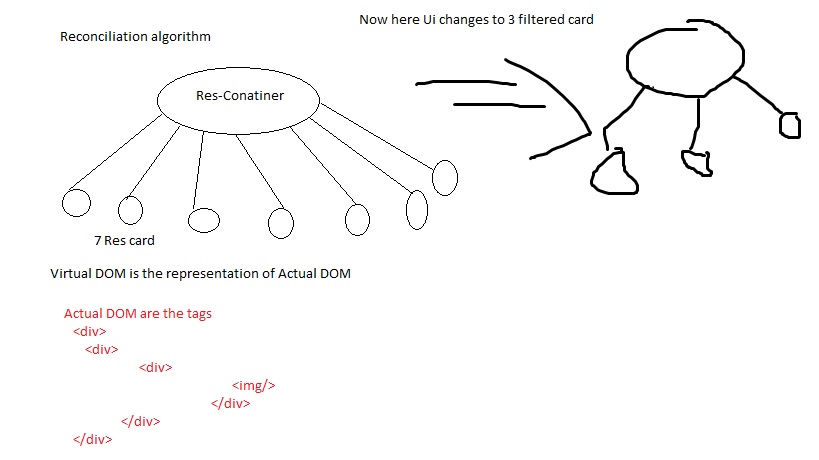 Now here Ui changes to 3 filtered card
Reconciliation algorithm
Res-Conatiner
7 Res card
Virtual DOM is the representation of Actual DOM
Actual DOM are the tags
<div>
<div>
<div>
<img/>
</div>
</div>
</div>